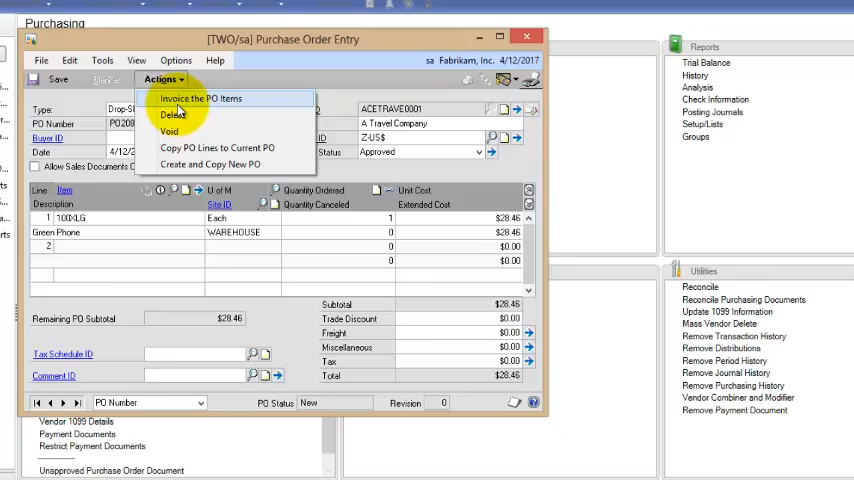 Purchasing
[TWO/sa] Purchase Order Entry
File Edit Tools View Options Help
sa Fabrikam, Inc. 4/12/2017
Save Actions
Invoice the PO Items
Delete
Void
Copy PO Lines to Current PO
Create and Copy New PO
Type: Drop-S
ACETRAVE0001
PO Number PO208
A Travel Company
Buyer ID
Z-US$
Date 4/12
Status Approved
Allow Sales Documents
Line Item U of M Quantity Ordered Unit Cost
Description Site ID Quantity Canceled Extended Cost
1 100XLG Each 1 $28.46
Green Phone WAREHOUSE 0 $28.46
2 0 $0.00
0 $0.00
Subtotal $28.46
Remaining PO Subtotal $28.46
Trade Discount $0.00
Freight $0.00
Miscellaneous $0.00
Tax Schedule ID
Tax $0.00
Comment ID
Total $28.46
PO Number
PO Status New
Revision 0
Vendor 1099 Details
Payment Documents
Restrict Payment Documents
Unapproved Purchase Order Document
Reports
Trial Balance
History
Analysis
Check Information
Posting Journals
Setup/Lists
Groups
Utilities
Reconcile
Reconcile Purchasing Documents
Update 1099 Information
Mass Vendor Delete
Remove Transaction History
Remove Distributions
Remove Period History
Remove Journal History
Remove Purchasing History
Vendor Combiner and Modifier
Remove Payment Document